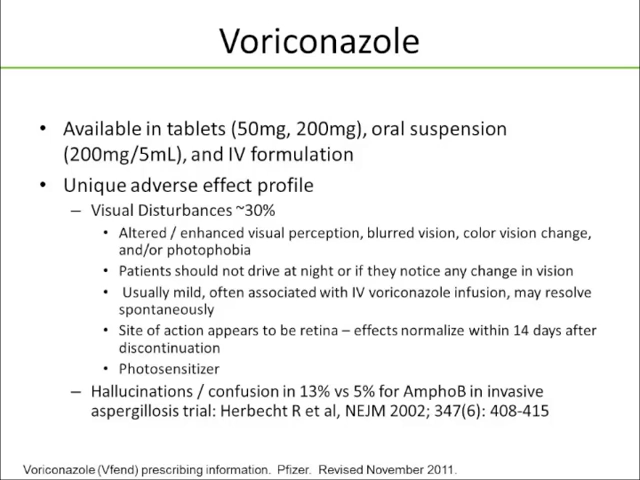 Voriconazole
• Available in tablets (50mg, 200mg), oral suspension
(200mg/5mL), and IV formulation
• Unique adverse effect profile
– Visual Disturbances ~30%
• Altered / enhanced visual perception, blurred vision, color vision change,
and/or photophobia
• Patients should not drive at night or if they notice any change in vision
• Usually mild, often associated with IV voriconazole infusion, may resolve
spontaneously
• Site of action appears to be retina – effects normalize within 14 days after
discontinuation
• Photosensitizer
– Hallucinations / confusion in 13% vs 5% for AmphoB in invasive
aspergillosis trial: Herbecht R et al, NEJM 2002; 347(6): 408-415
Voriconazole (Vfend) prescribing information. Pfizer. Revised November 2011.